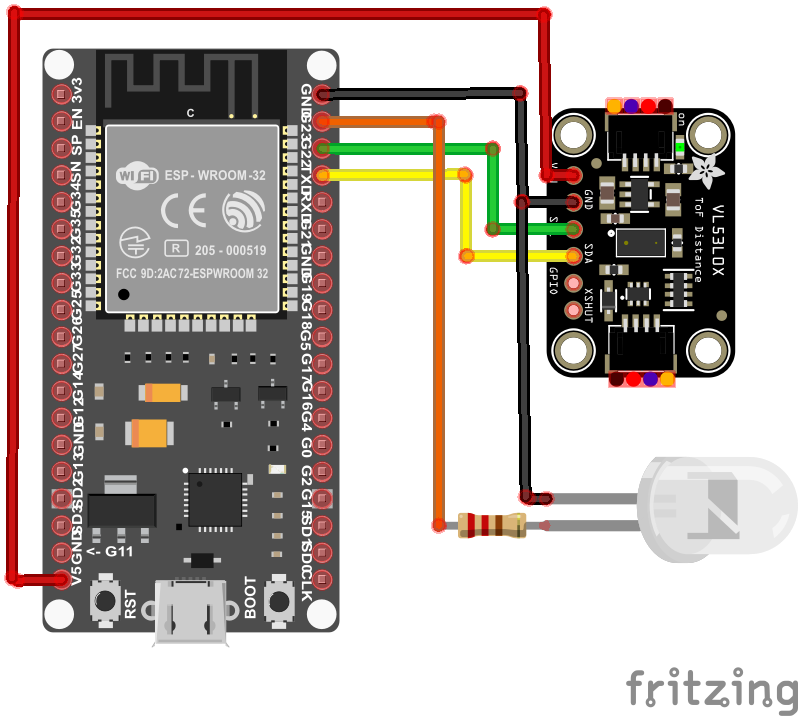 3v3
EN
SP
SN
G34
G35
G32
G33
G25
G26
G27
G14
G12
GND
G13
SD2
SD3
GND
V5
C
WiFi
ESP - WROOM - 32
CE
R 205 - 000519
FCC 9D:2AC72-ESPWROOM 32
<- G11
RST
BOOT
GND
G23
G22
TX
RX
G21
GND
G19
G18
G5
G17
G16
G4
G0
G2
G15
SD1
SD0
CLK
on
GND
SDA
GPIO
XSHUT
VL53L0X
ToF Distance
fritzing